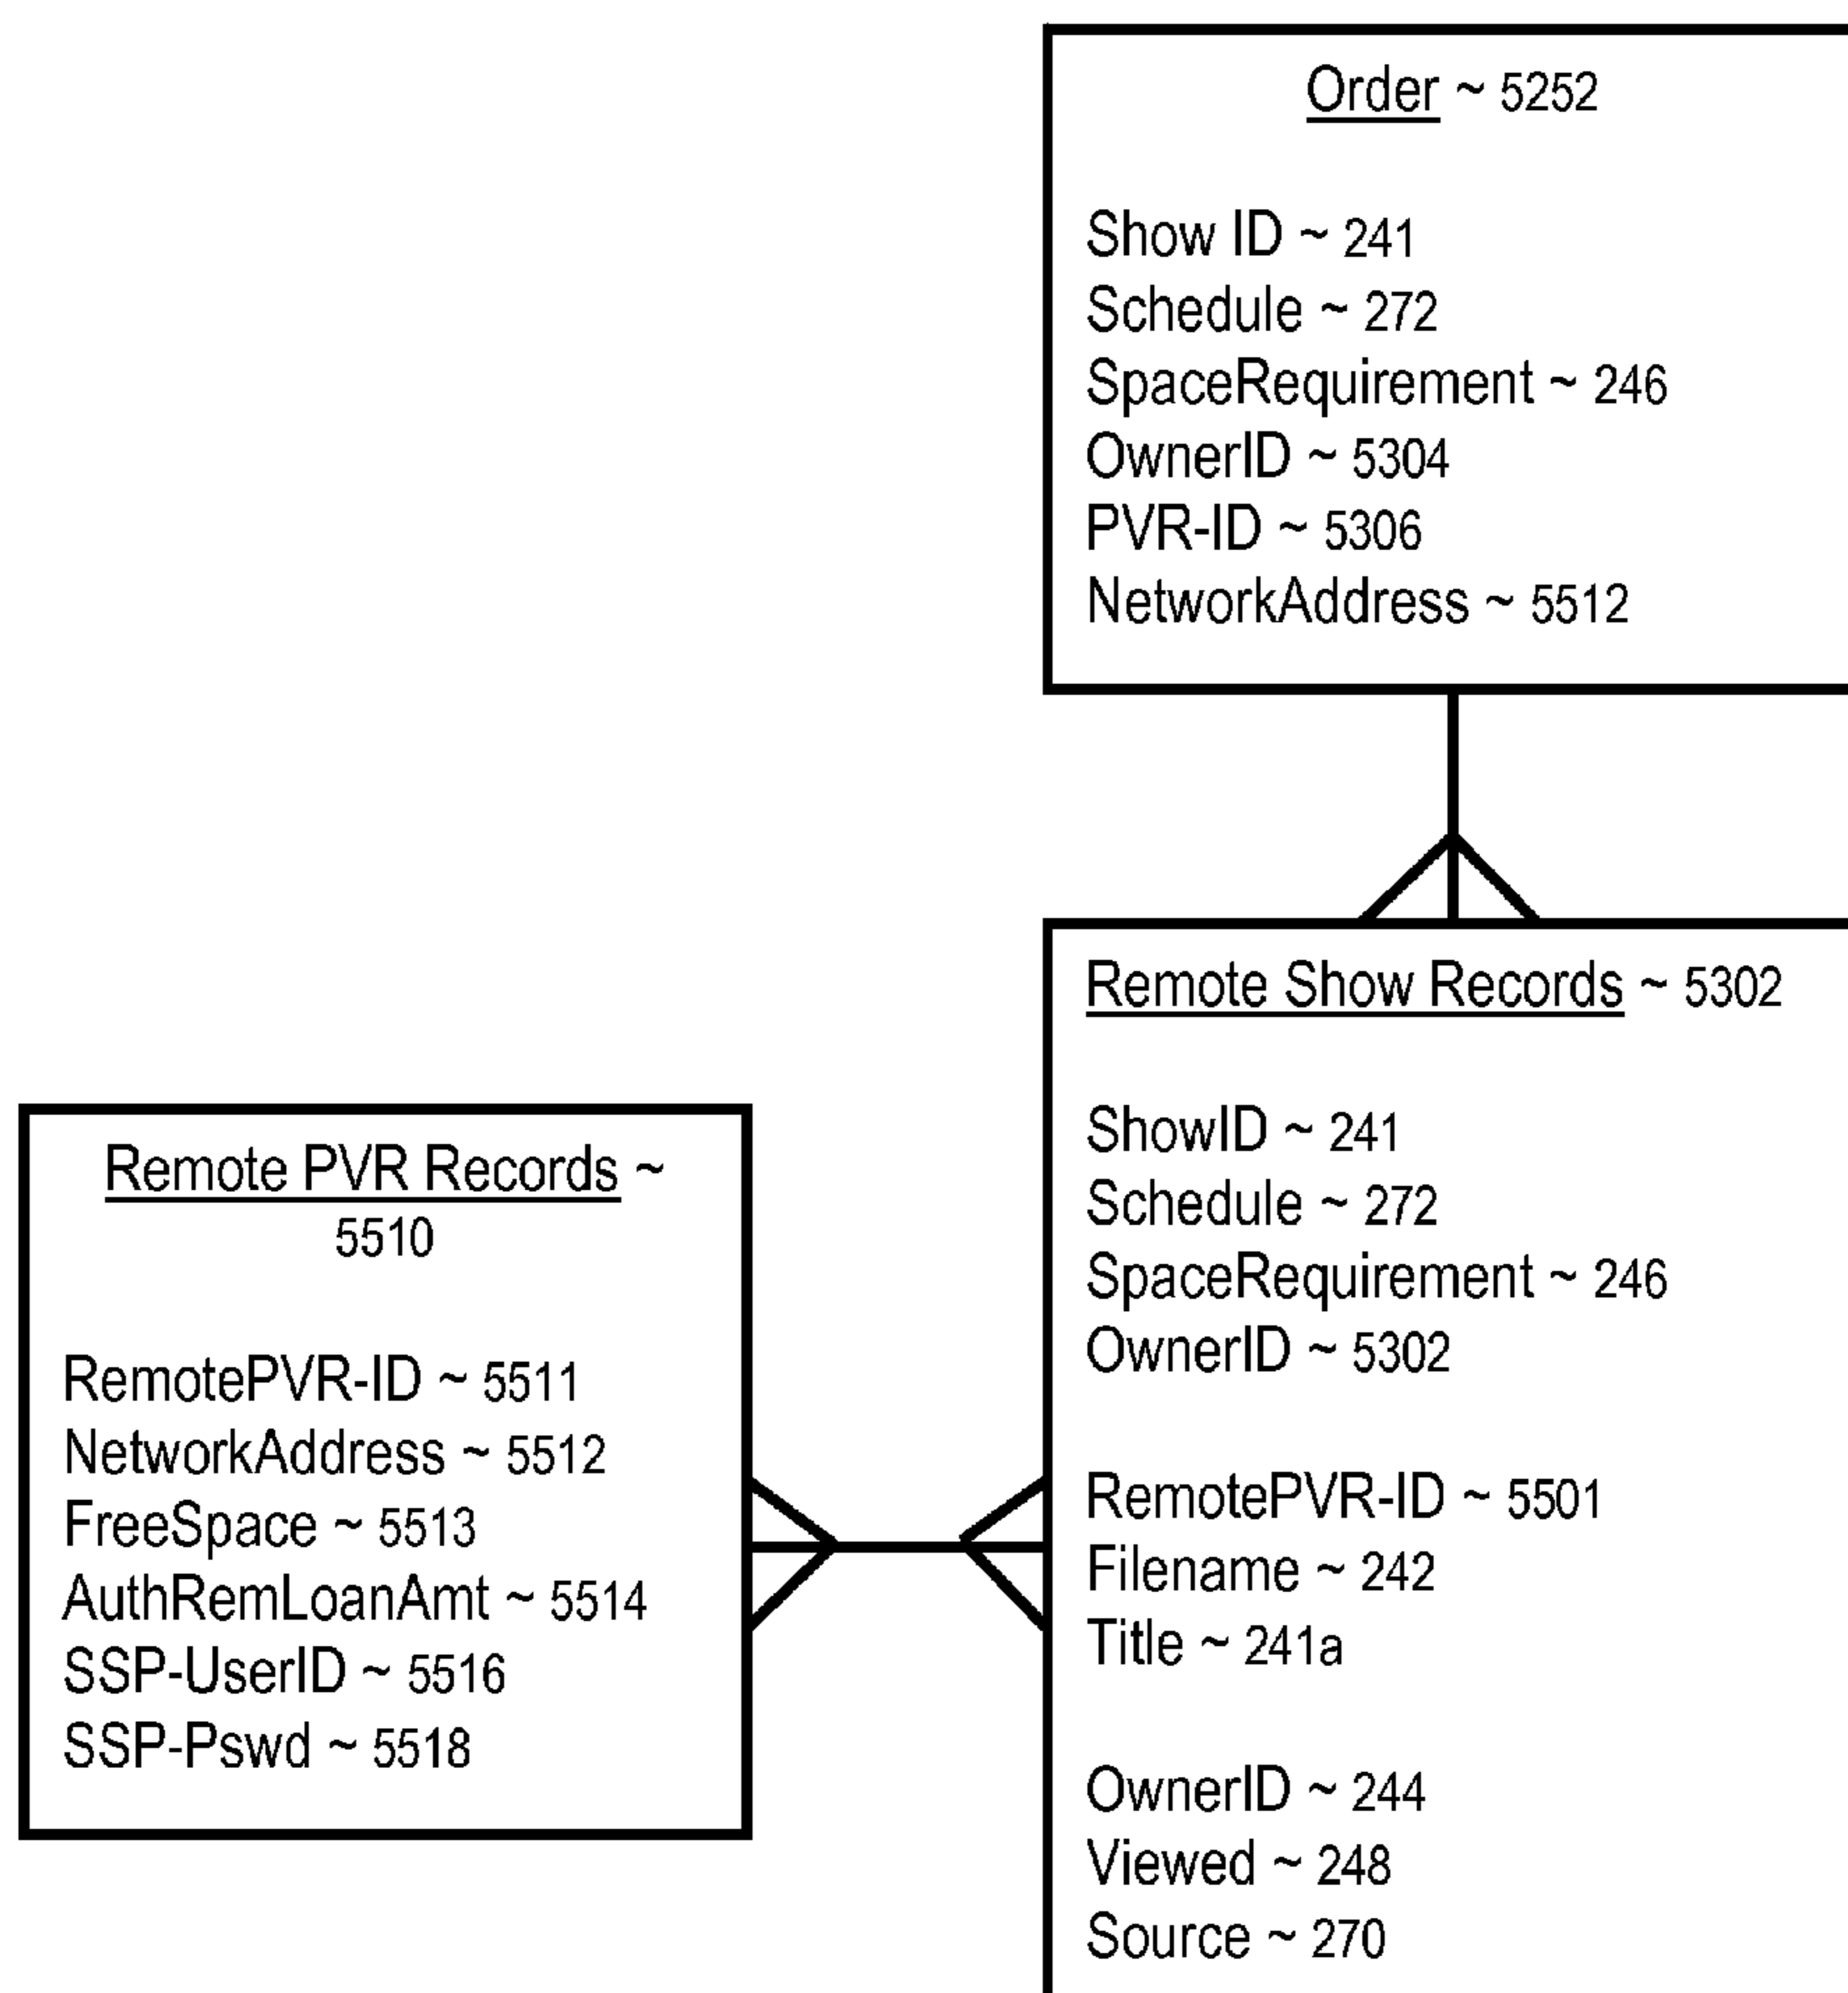 Order ~ 5252
Show ID ~ 241
Schedule ~ 272
SpaceRequirement ~ 246
OwnerID ~ 5304
PVR-ID ~ 5306
NetworkAddress ~ 5512
Remote Show Records ~ 5302
ShowID ~ 241
Schedule ~ 272
SpaceRequirement ~ 246
OwnerID ~ 5302
RemotePVR-ID ~ 5501
Filename ~ 242
Title ~ 241a
OwnerID ~ 244
Viewed ~ 248
Source ~ 270
Remote PVR Records ~
5510
RemotePVR-ID ~ 5511
NetworkAddress ~ 5512
FreeSpace ~ 5513
AuthRemLoanAmt ~ 5514
SSP-UserID ~ 5516
SSP-Pswd ~ 5518